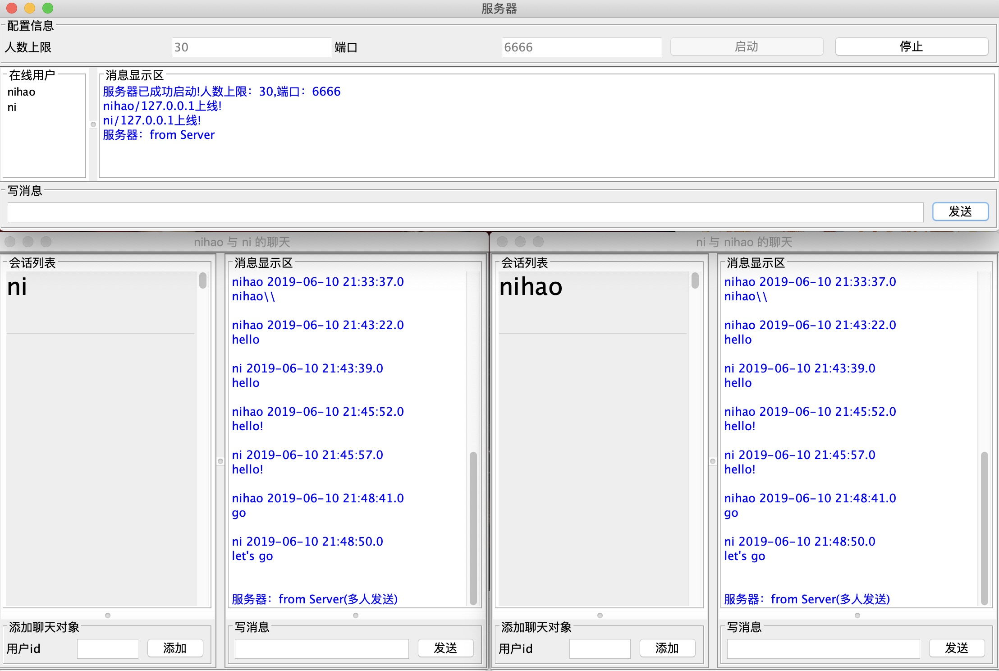 服务器
配置信息
人数上限 30 端口 6666 启动 停止
在线用户
nihao
ni
消息显示区
服务器已成功启动!人数上限：30,端口：6666
nihao/127.0.0.1上线!
ni/127.0.0.1上线!
服务器：from Server
写消息
发送
nihao 与 ni 的聊天
会话列表
ni
消息显示区
nihao 2019-06-10 21:33:37.0
nihao\\
nihao 2019-06-10 21:43:22.0
hello
ni 2019-06-10 21:43:39.0
hello
nihao 2019-06-10 21:45:52.0
hello!
ni 2019-06-10 21:45:57.0
hello!
nihao 2019-06-10 21:48:41.0
go
ni 2019-06-10 21:48:50.0
let's go
服务器：from Server(多人发送)
添加聊天对象
用户id 添加
写消息
发送
ni 与 nihao 的聊天
会话列表
nihao
消息显示区
nihao 2019-06-10 21:33:37.0
nihao\\
nihao 2019-06-10 21:43:22.0
hello
ni 2019-06-10 21:43:39.0
hello
nihao 2019-06-10 21:45:52.0
hello!
ni 2019-06-10 21:45:57.0
hello!
nihao 2019-06-10 21:48:41.0
go
ni 2019-06-10 21:48:50.0
let's go
服务器：from Server(多人发送)
添加聊天对象
用户id 添加
写消息
发送